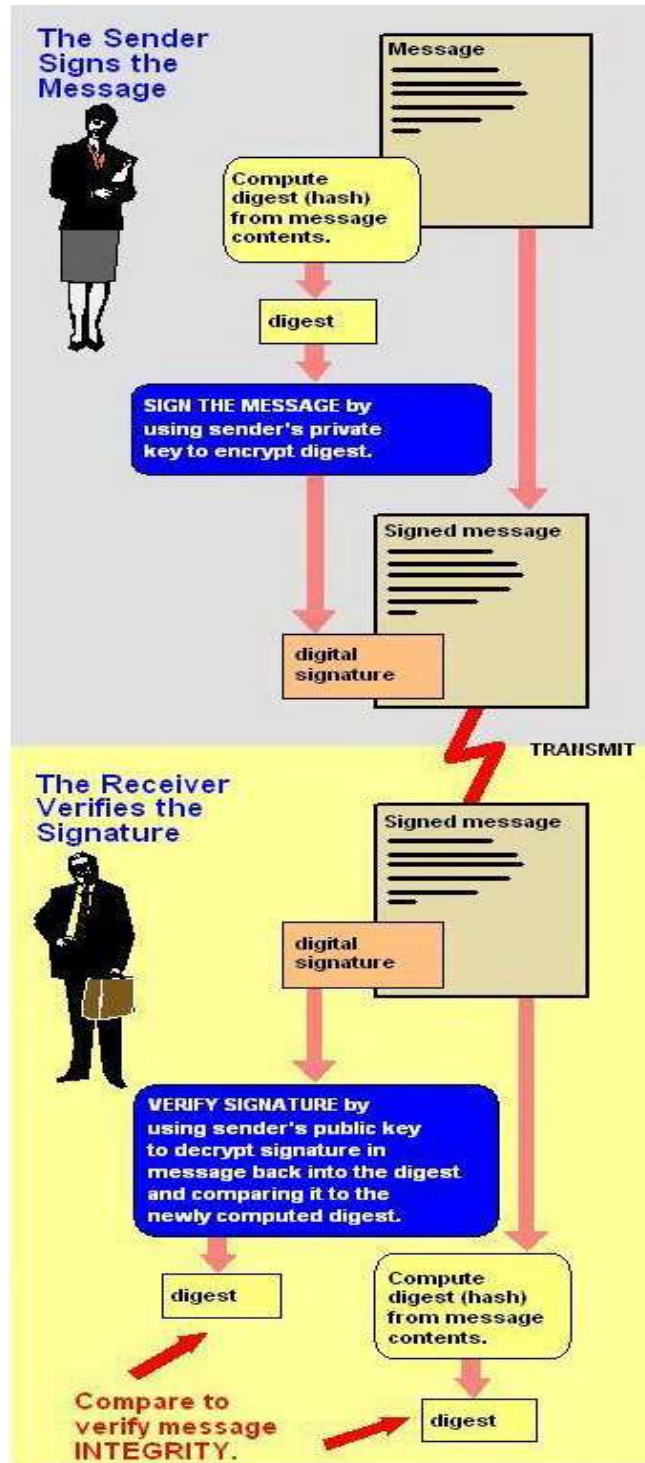 The Sender
Signs the
Message
Message
Compute
digest (hash)
from message
contents.
digest
SIGN THE MESSAGE by
using sender's private
key to encrypt digest.
Signed message
digital
signature
TRANSMIT
The Receiver
Verifies the
Signature
Signed message
digital
signature
VERIFY SIGNATURE by
using sender's public key
to decrypt signature in
message back into the digest
and comparing it to the
newly computed digest.
digest
Compute
digest (hash)
from message
contents.
Compare to
verify message
INTEGRITY.
digest